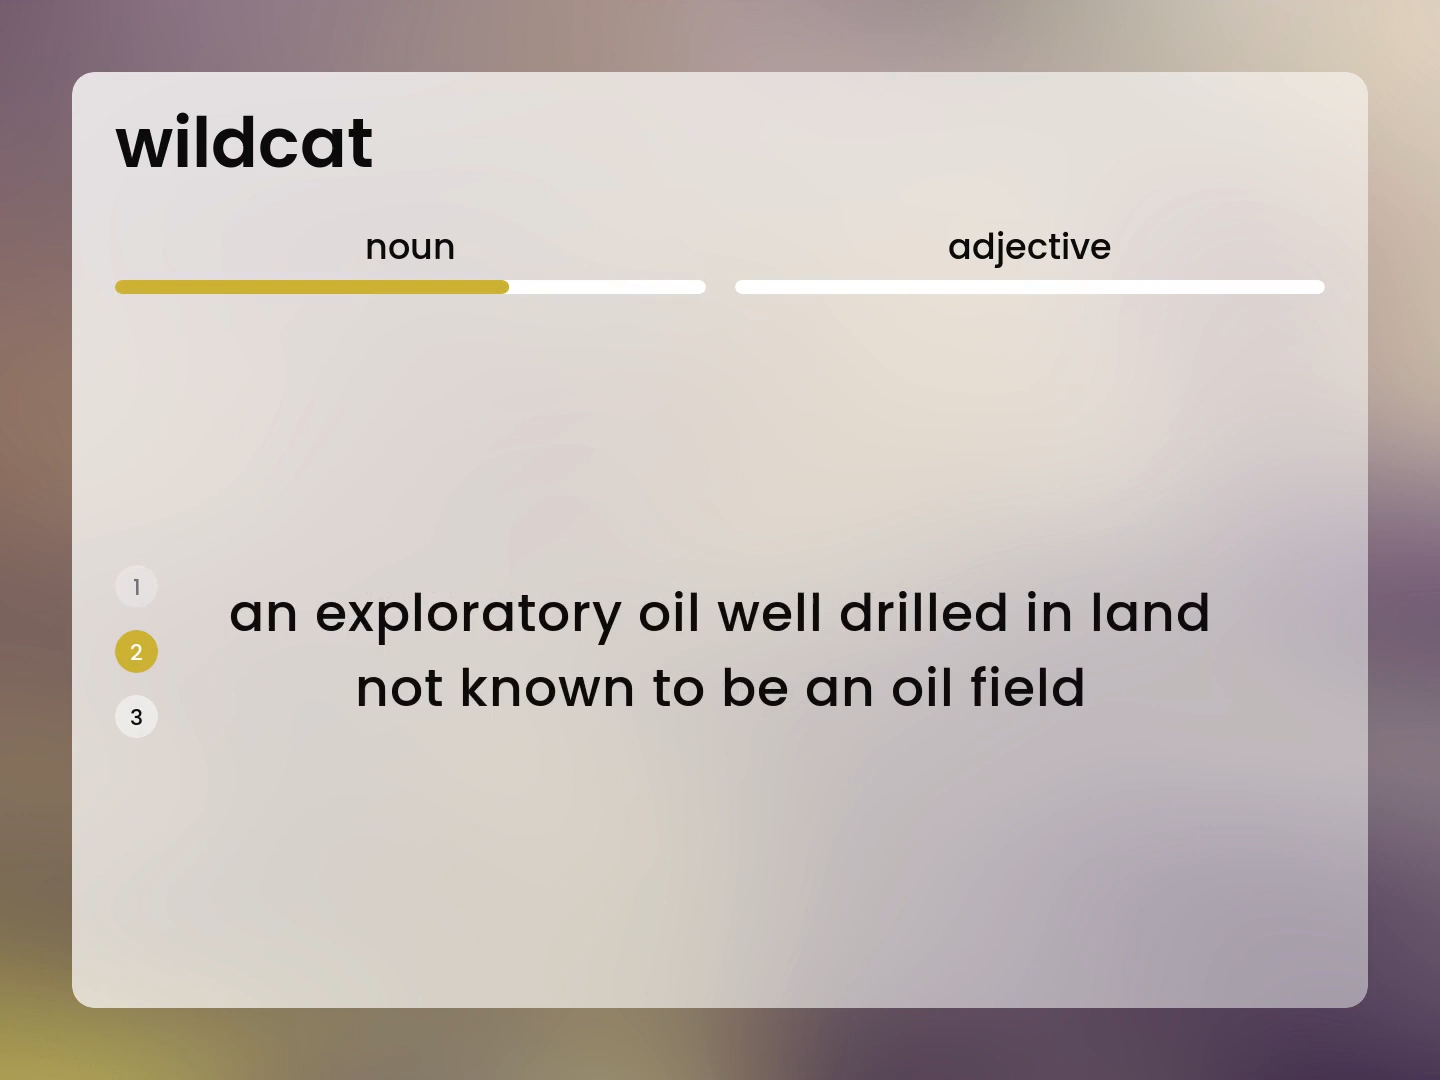 wildcat
noun
adjective
1
2
3
an exploratory oil well drilled in land
not known to be an oil field